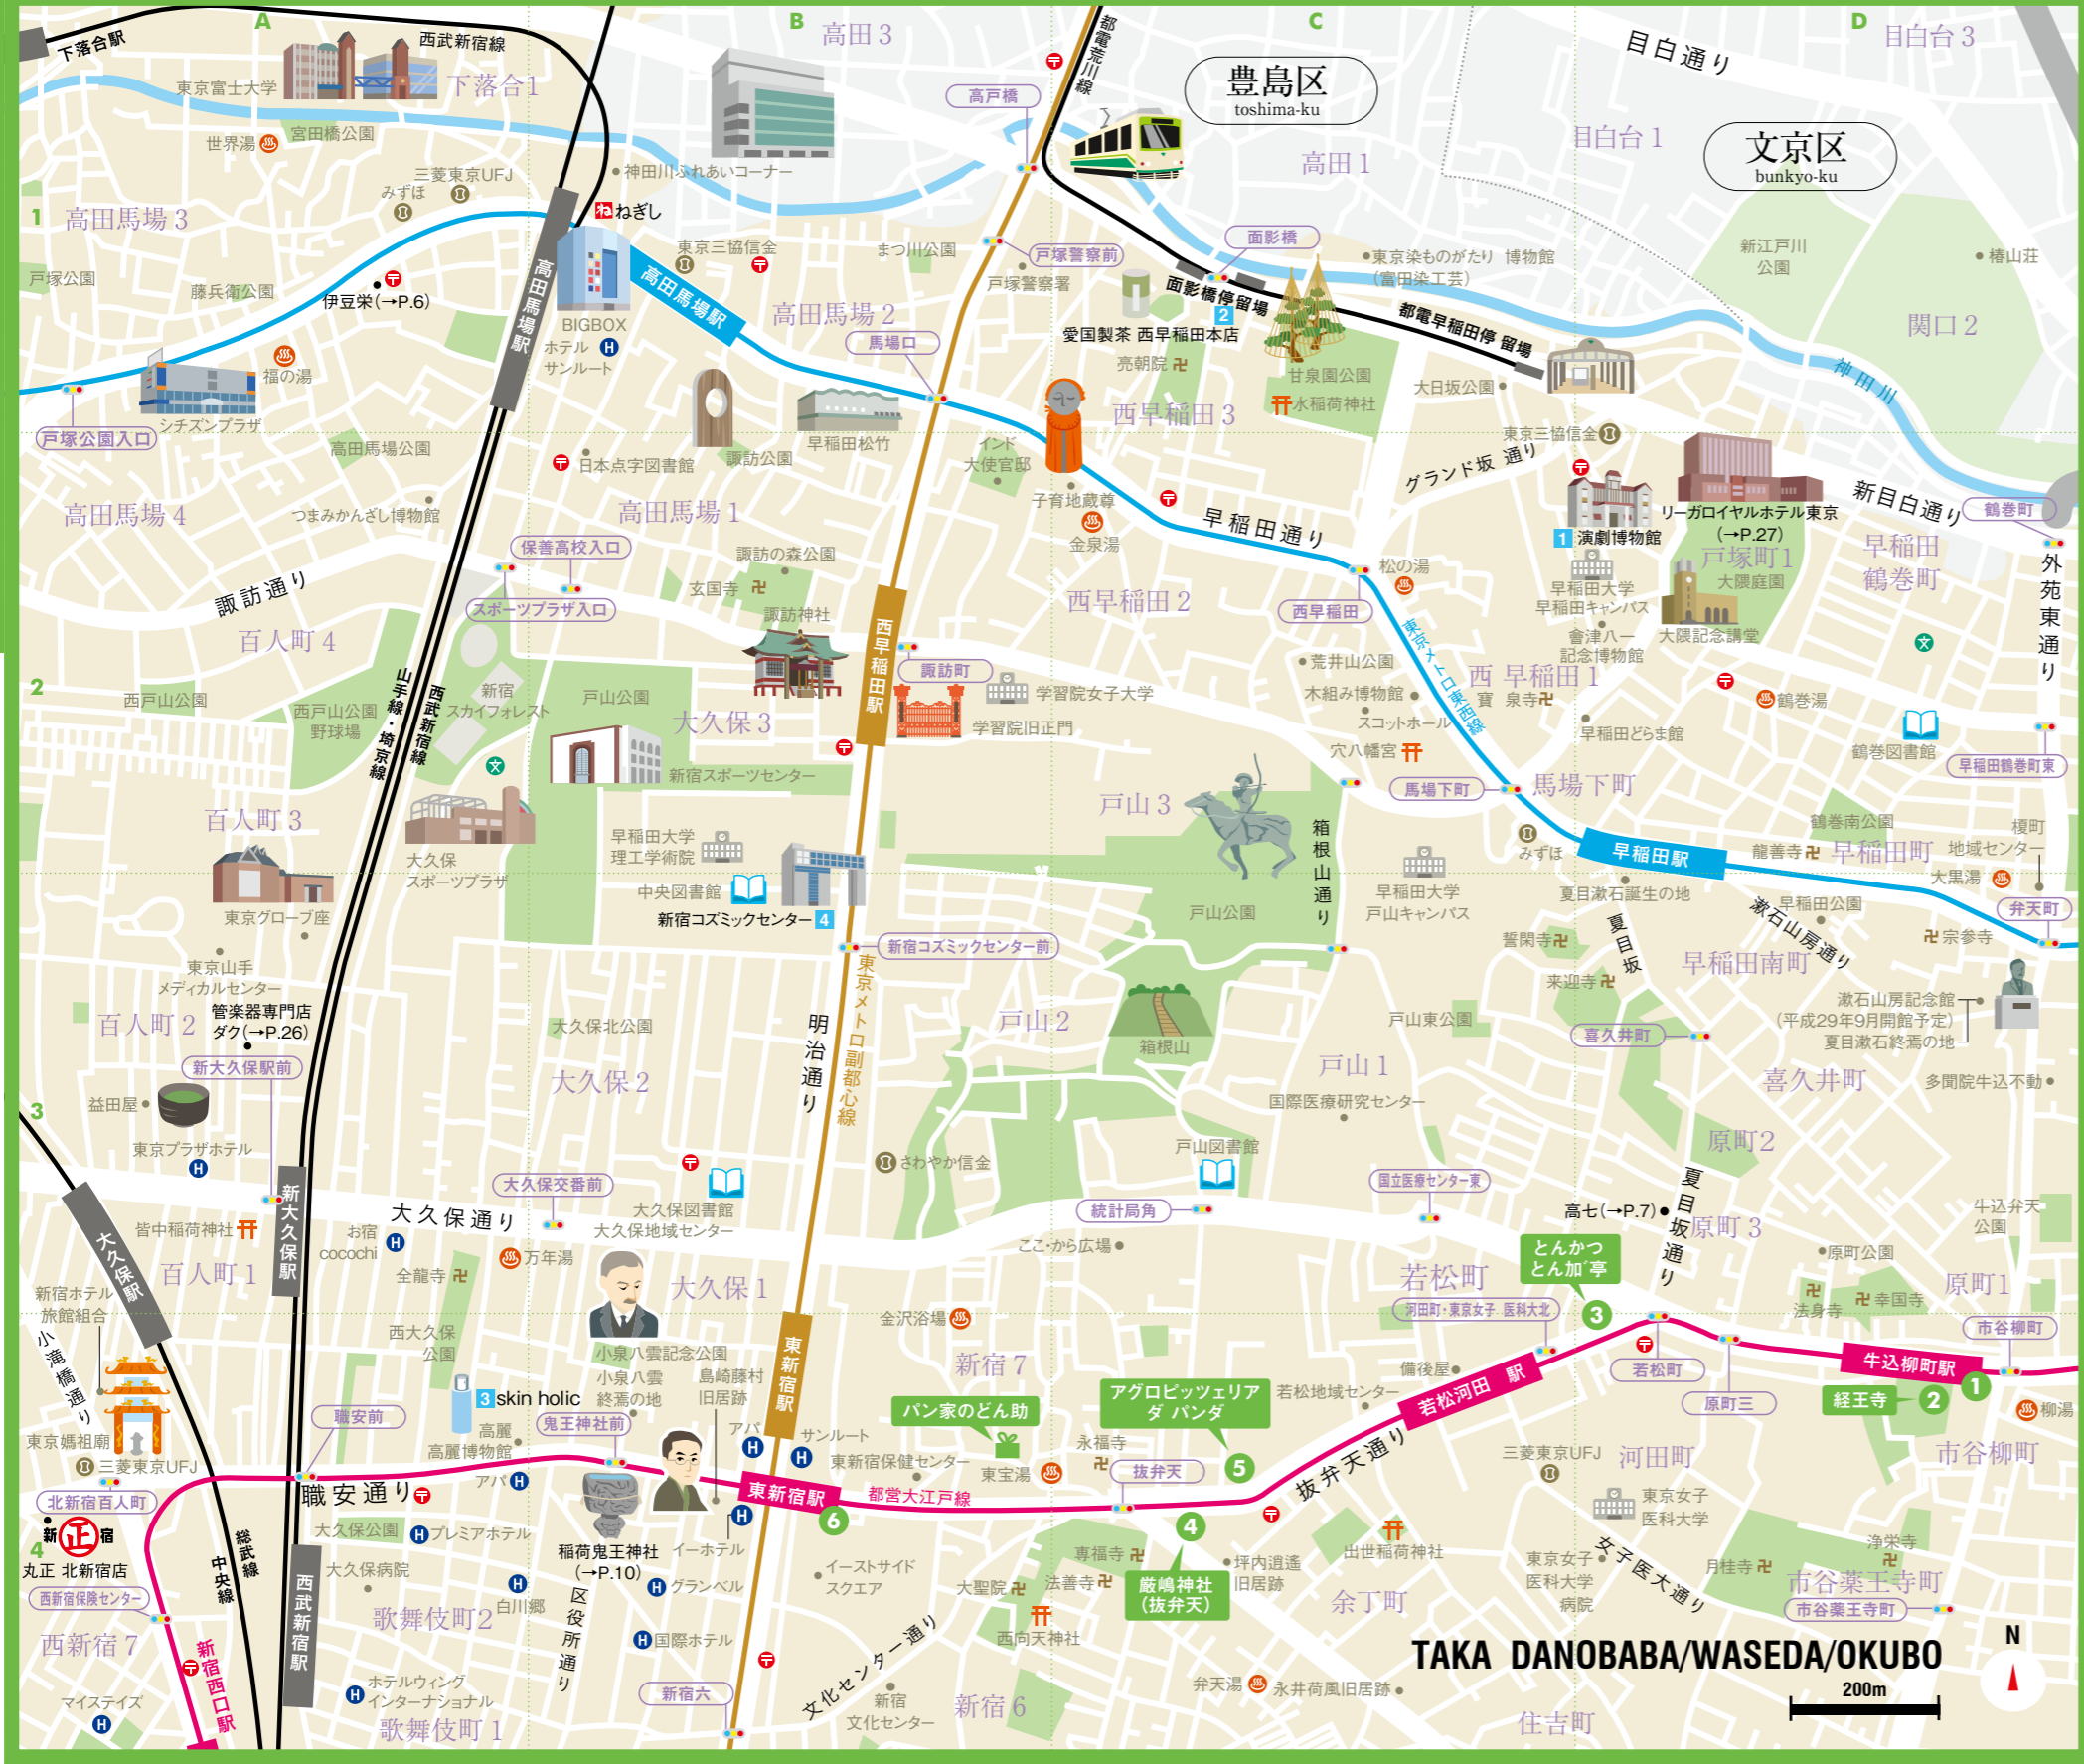 A
B
C
D
下落合駅
西武新宿線
高田3
都電荒川線
豊島区
toshima-ku
目白通り
目白台3
東京富士大学
下落合1
高戸橋
目白台1
文京区
bunkyo-ku
世界湯
宮田橋公園
三菱東京UFJ
みずほ
神田川ふれあいコーナー
高田1
1
高田馬場3
ねぎし
東京三協信金
まつ川公園
戸塚警察前
面影橋
東京染ものがたり 博物館
(富田染工芸)
新江戸川
公園
椿山荘
戸塚公園
藤兵衛公園
伊豆栄(→P.6)
高田馬場駅
高田馬場駅
戸塚警察署
面影橋停留場
2
都電早稲田停 留場
関口2
BIGBOX
ホテル
サンルート
高田馬場2
馬場口
愛国製茶 西早稲田本店
亮朝院
甘泉園公園
水稲荷神社
大日坂公園
神田川
福の湯
シチズンプラザ
戸塚公園入口
高田馬場公園
日本点字図書館
諏訪公園
早稲田松竹
インド
大使官邸
西早稲田3
東京三協信金
グランド坂 通り
高田馬場4
つまみかんざし博物館
高田馬場1
子育地蔵尊
金泉湯
早稲田通り
リーガロイヤルホテル東京
(→P.27)
新目白通り
鶴巻町
1 演劇博物館
保善高校入口
諏訪の森公園
玄国寺
松の湯
早稲田大学
早稲田キャンパス
戸塚町1
大隈庭園
早稲田
鶴巻町
外苑東通り
諏訪通り
スポーツプラザ入口
諏訪神社
西早稲田駅
西早稲田2
西早稲田
東京メトロ東西線
會津八一
記念博物館
大隈記念講堂
百人町4
2
西戸山公園
西戸山公園
野球場
山手線・埼京線
西武新宿線
新宿
スカイフォレスト
戸山公園
大久保3
諏訪町
学習院女子大学
学習院旧正門
荒井山公園
木組み博物館
スコットホール
西 早稲田1
寶 泉寺
鶴巻湯
早稲田どらま館
鶴巻図書館
早稲田鶴巻町東
穴八幡宮
馬場下町
馬場下町
新宿スポーツセンター
百人町3
大久保
スポーツプラザ
早稲田大学
理工学術院
戸山3
箱根山通り
みずほ
早稲田駅
鶴巻南公園
龍善寺
早稲田町
榎町
地域センター
東京グローブ座
中央図書館
新宿コズミックセンター 4
戸山公園
早稲田大学
戸山キャンパス
夏目漱石誕生の地
大黒湯
早稲田公園
弁天町
夏目坂
漱石山房通り
宗参寺
東京山手
メディカルセンター
新宿コズミックセンター前
誓閑寺
来迎寺
早稲田南町
百人町2
管楽器専門店
ダク(→P.26)
大久保北公園
明治通り
東京メトロ副都心線
戸山2
箱根山
戸山東公園
喜久井町
漱石山房記念館
(平成29年9月開館予定)
夏目漱石終焉の地
新大久保駅前
大久保2
戸山1
喜久井町
多聞院牛込不動
3
益田屋
国際医療研究センター
東京プラザホテル
さわやか信金
戸山図書館
原町2
大久保駅
新大久保駅
大久保交番前
大久保通り
大久保図書館
大久保地域センター
統計局角
国立医療センター東
高七(→P.7)
夏目坂通り
原町3
牛込弁天
公園
皆中稲荷神社
お宿
cocochi
万年湯
全龍寺
ここ・から広場
とんかつ
とん加゛亭
3
原町公園
百人町1
大久保1
若松町
原町1
新宿ホテル
旅館組合
河田町・東京女子 医科大北
法身寺
幸国寺
小滝橋通り
西大久保
公園
金沢浴場
市谷柳町
若松町
原町三
牛込柳町駅
小泉八雲記念公園
小泉八雲
終焉の地
島崎藤村
旧居跡
東新宿駅
新宿7
備後屋
若松地域センター
若松河田 駅
3 skin holic
鬼王神社前
パン家のどん助
アグロピッツェリア
ダ パンダ
経王寺
2
1
柳湯
職安前
高麗
高麗博物館
アパ
サンルート
東新宿保健センター
東宝湯
永福寺
抜弁天
5
三菱東京UFJ
河田町
市谷柳町
東京媽祖廟
三菱東京UFJ
アパ
北新宿百人町
職安通り
東新宿駅
都営大江戸線
抜弁天通り
東京女子
医科大学
新 正 宿
丸正 北新宿店
4
中央線
総武線
大久保公園
プレミアホテル
イーホテル
6
4
専福寺
出世稲荷神社
女子医大通り
月桂寺
浄栄寺
大久保病院
稲荷鬼王神社
(→P.10)
グランベル
イーストサイド
スクエア
大聖院
法善寺
厳嶋神社
(抜弁天)
坪内逍遙
旧居跡
東京女子
医科大学
病院
市谷薬王寺町
市谷薬王寺町
西新宿保険センター
西武新宿駅
歌舞伎町2
白川郷
区役所通り
国際ホテル
文化センター通り
西向天神社
余丁町
西新宿7
新宿西口駅
TAKA DANOBABA/WASEDA/OKUBO
N
マイステイズ
ホテルウィング
インターナショナル
歌舞伎町1
新宿六
新宿
文化センター
新宿6
弁天湯
永井荷風旧居跡
住吉町
200m